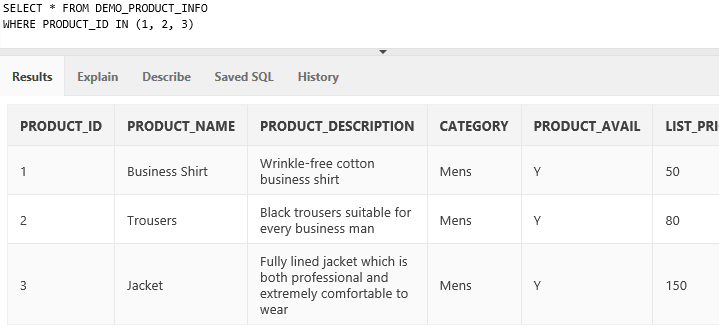 SELECT * FROM DEMO_PRODUCT_INFO
WHERE PRODUCT_ID IN (1, 2, 3)
Results Explain Describe Saved SQL History
PRODUCT_ID PRODUCT_NAME PRODUCT_DESCRIPTION CATEGORY PRODUCT_AVAIL LIST_PRI
1 Business Shirt Wrinkle-free cotton
business shirt Mens Y 50
2 Trousers Black trousers suitable for
every business man Mens Y 80
3 Jacket Fully lined jacket which is
both professional and
extremely comfortable to
wear Mens Y 150